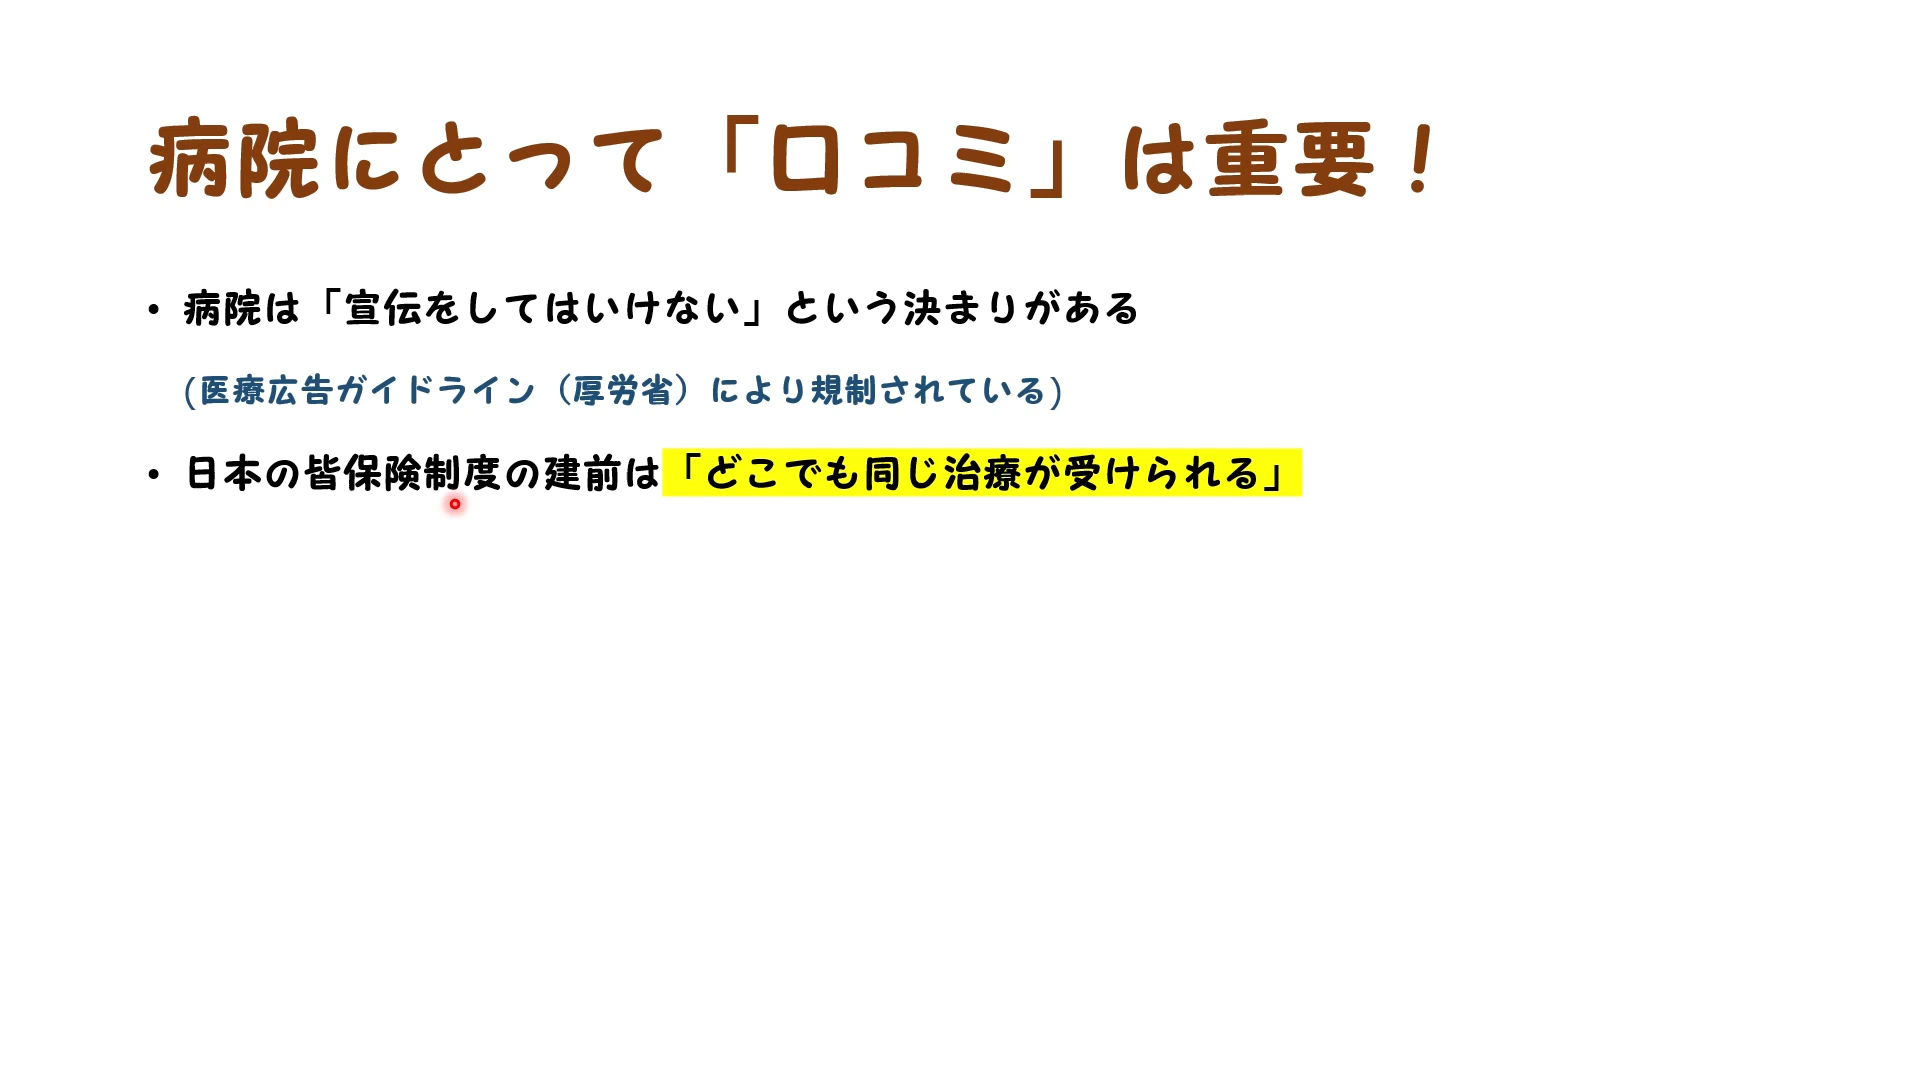 病院にとって「口コミ」は重要！
• 病院は「宣伝をしてはいけない」という決まりがある
(医療広告ガイドライン（厚労省）により規制されている)
• 日本の皆保険制度の建前は「どこでも同じ治療が受けられる」